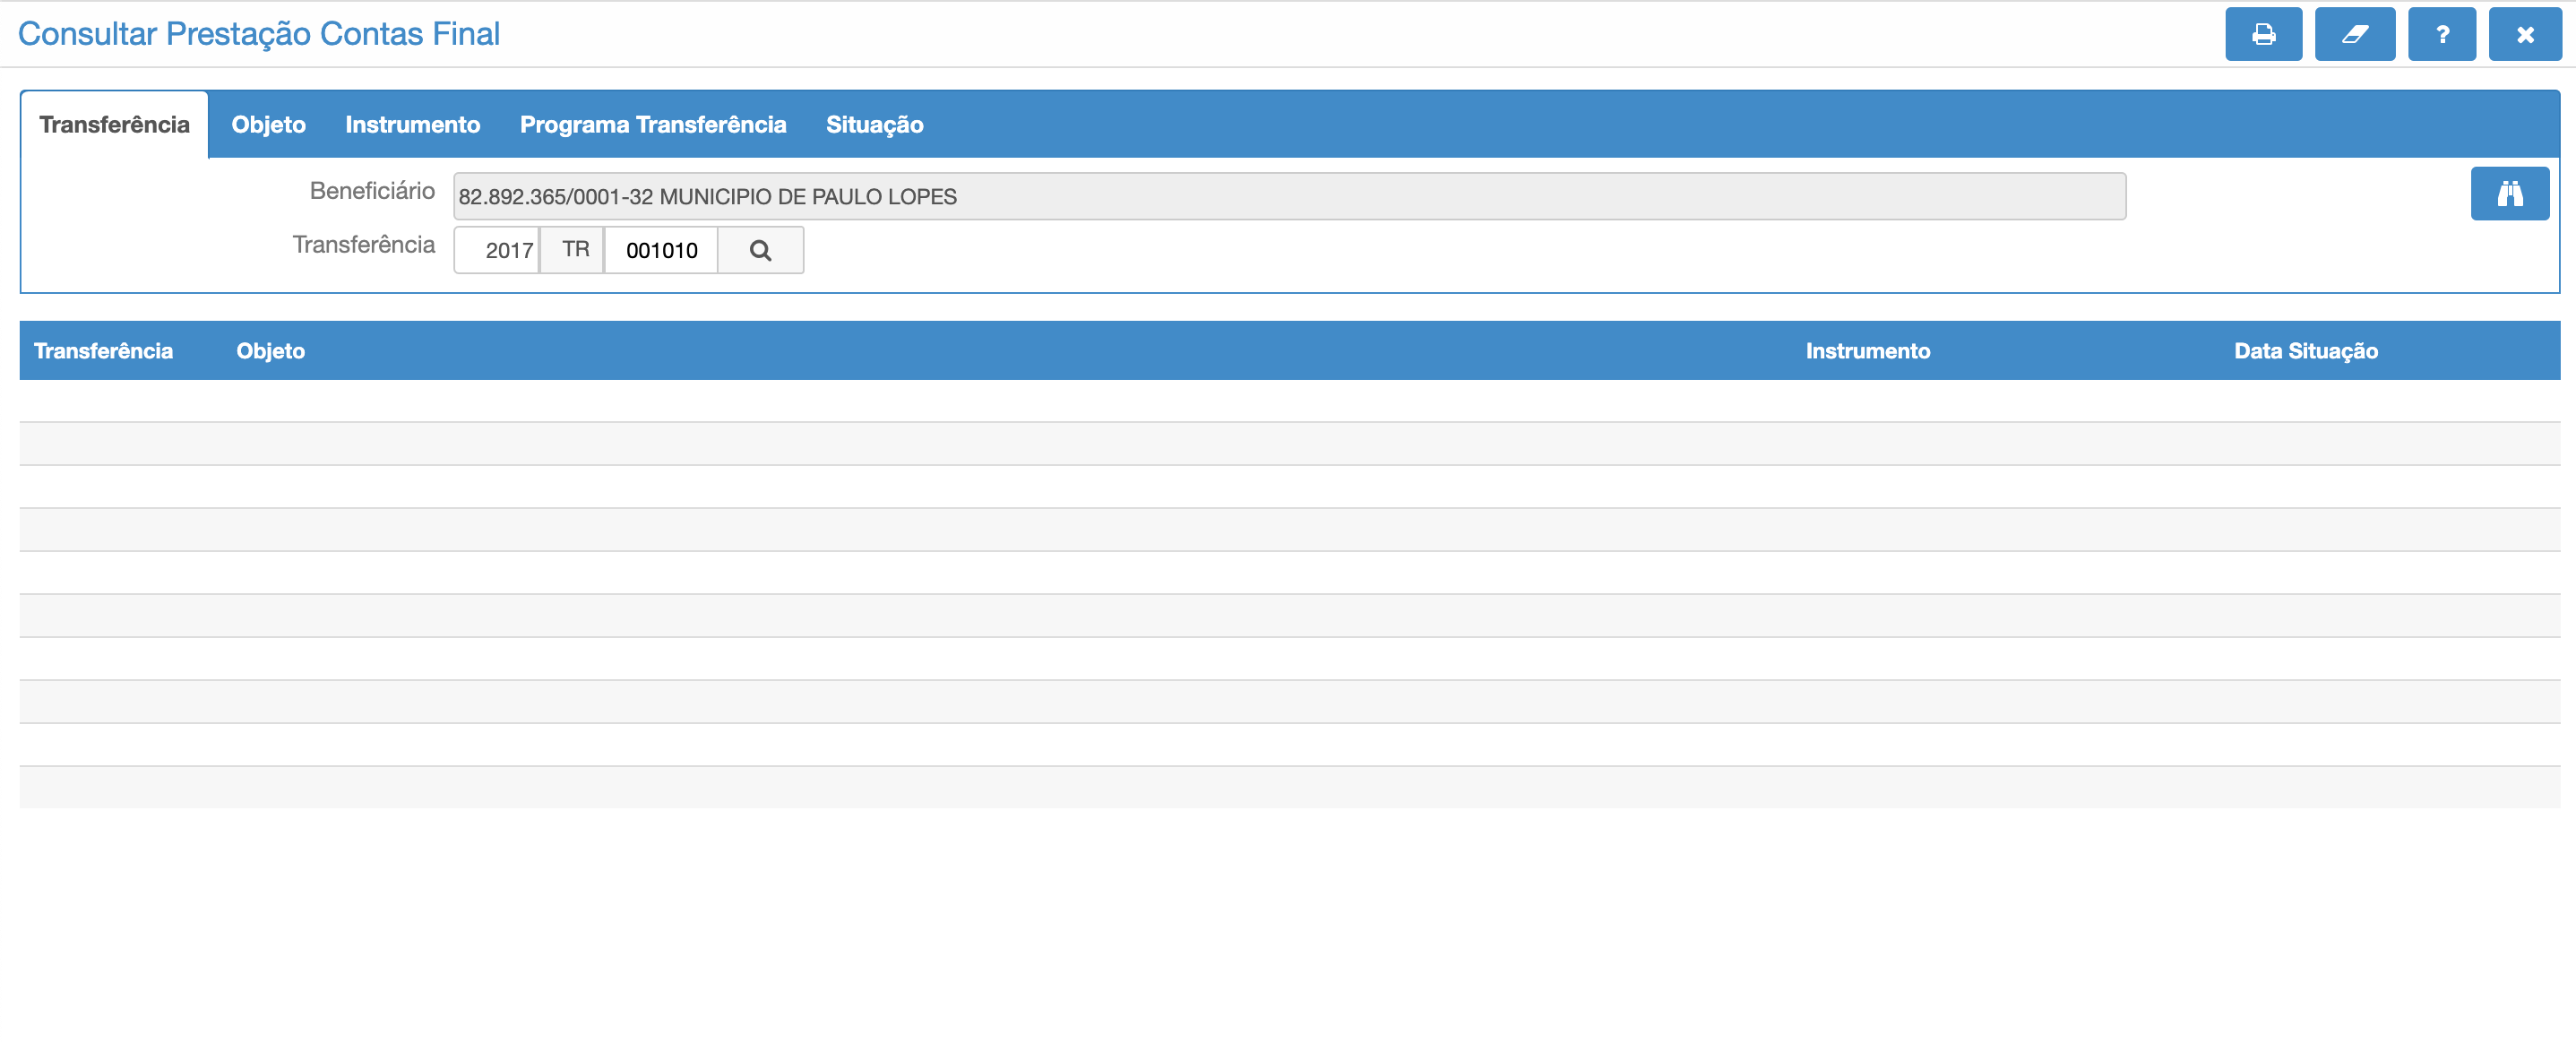 Consultar Prestação Contas Final
?
Transferência Objeto Instrumento Programa Transferência Situação
Beneficiário 82.892.365/0001-32 MUNICIPIO DE PAULO LOPES
Transferência 2017 TR 001010
Transferência Objeto Instrumento Data Situação